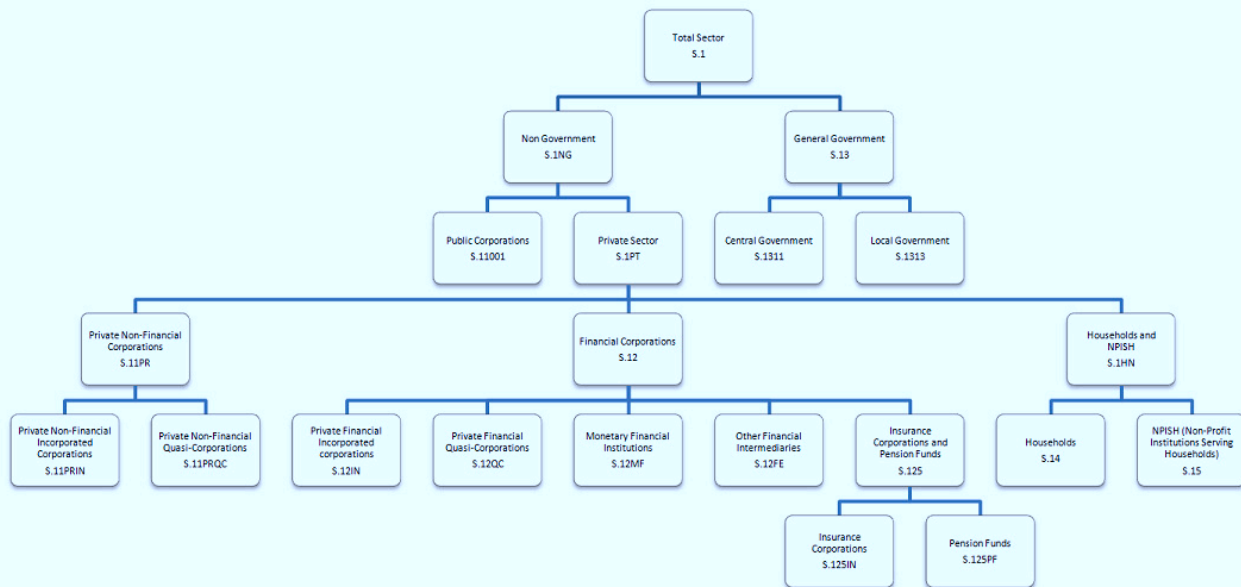 Total Sector
S.1
Non Government
S.1NG
General Government
S.13
Public Corporations
S.11001
Private Sector
S.1PT
Central Government
S.1311
Local Government
S.1313
Private Non-Financial
Corporations
S.11PR
Financial Corporations
S.12
Households and
NPISH
S.1HN
Private Non-Financial
Incorporated
Corporations
S.11PRIN
Private Non-Financial
Quasi-Corporations
S.11PRQC
Private Financial
Incorporated
corporations
S.12IN
Private Financial
Quasi-Corporations
S.12QC
Monetary Financial
Institutions
S.12MF
Other Financial
Intermediaries
S.12FE
Insurance
Corporations and
Pension Funds
S.125
Households
S.14
NPISH (Non-Profit
Institutions Serving
Households)
S.15
Insurance
Corporations
S.125IN
Pension Funds
S.125PF